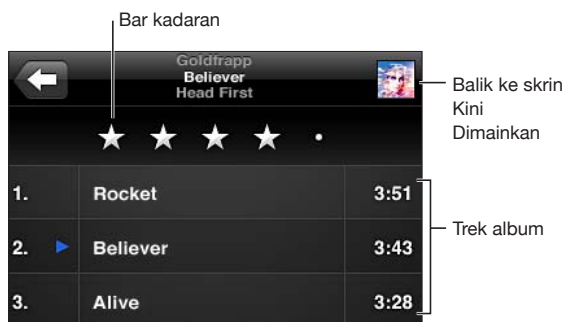 Bar kadaran
Goldfrapp
Believer
Head First
Balik ke skrin
Kini
Dimainkan
1. Rocket 3:51
2. Believer 3:43
3. Alive 3:28
Trek album